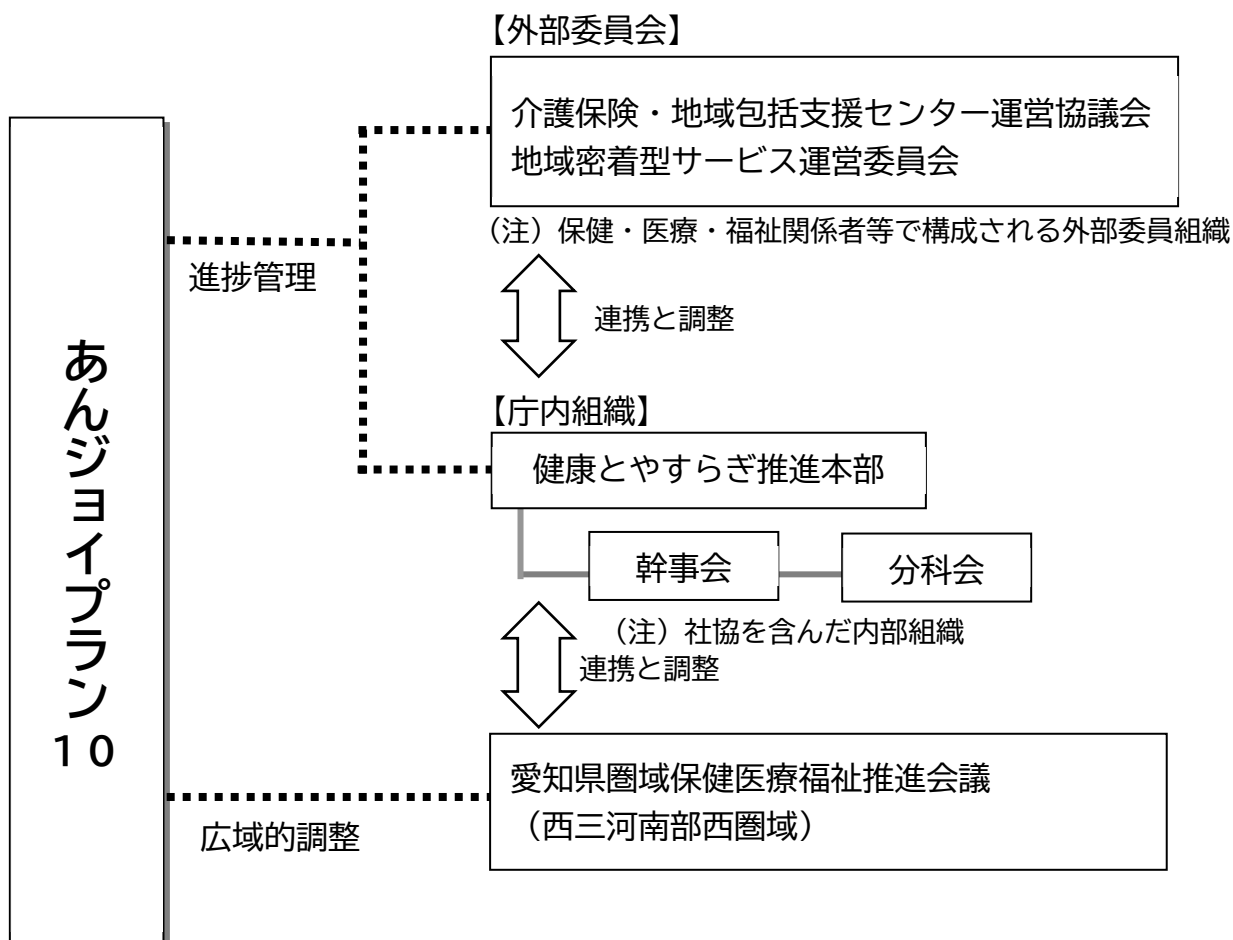 【外部委員会】
介護保険・地域包括支援センター運営協議会
地域密着型サービス運営委員会
（注）保健・医療・福祉関係者等で構成される外部委員組織
進捗管理
連携と調整
あんジョイプラン１０
【庁内組織】
健康とやすらぎ推進本部
幹事会
分科会
（注）社協を含んだ内部組織
連携と調整
愛知県圏域保健医療福祉推進会議
（西三河南部西圏域）
広域的調整